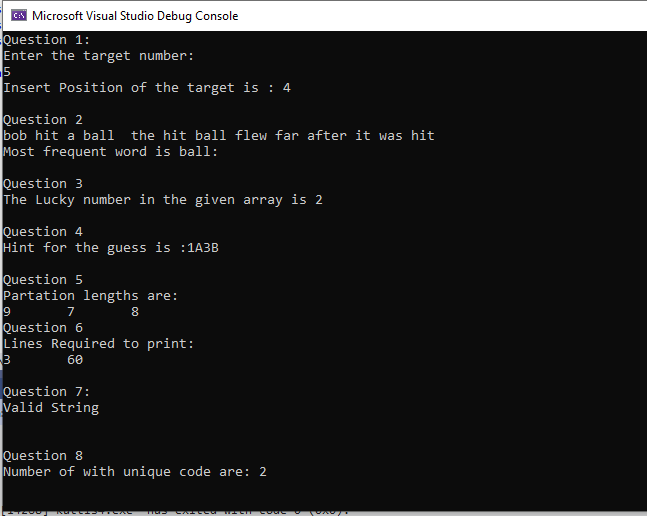 Microsoft Visual Studio Debug Console
Question 1:
Enter the target number:
5
Insert Position of the target is : 4
Question 2
bob hit a ball  the hit ball flew far after it was hit
Most frequent word is ball:
Question 3
The Lucky number in the given array is 2
Question 4
Hint for the guess is :1A3B
Question 5
Partation lengths are:
9 7 8
Question 6
Lines Required to print:
3 60
Question 7:
Valid String
Question 8
Number of with unique code are: 2